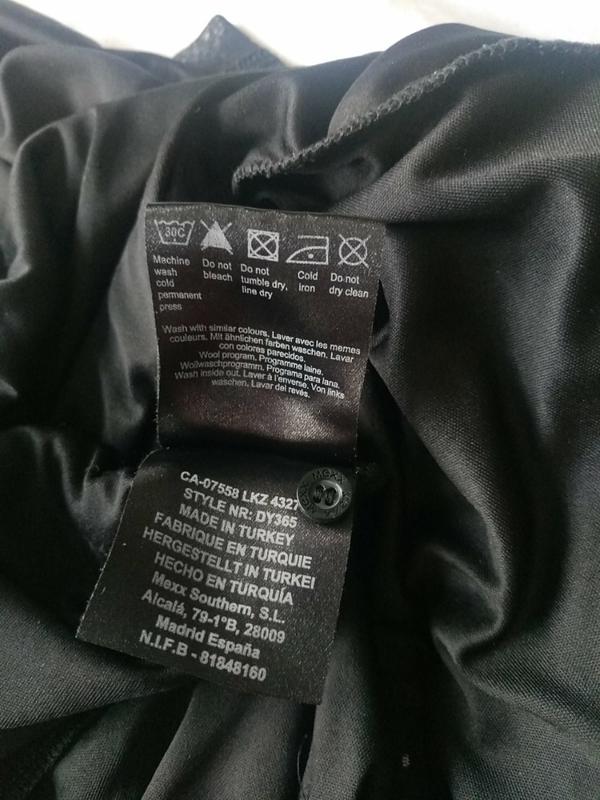 30C
Machine wash cold permanent press
Do not bleach
Do not tumble dry, line dry
Cold iron
Do not dry clean
Wash with similar colours. Laver avec les memes
couleurs. Mit ähnlichen farben waschen. Lavar
con colores parecidos.
Wool program. Programme laine.
Wollwaschprogramm. Programa para lana.
Wash inside out. Laver à l'enverse. Von links
waschen. Lavar del revés.
CA-07558 LKZ 4327
STYLE NR: DY365
MADE IN TURKEY
FABRIQUE EN TURQUIE
HERGESTELLT IN TURKEI
HECHO EN TURQUÍA
Mexx Southern, S.L.
Alcalá, 79-1ºB, 28009
Madrid España
N.I.F.B - 81848160
MEXX